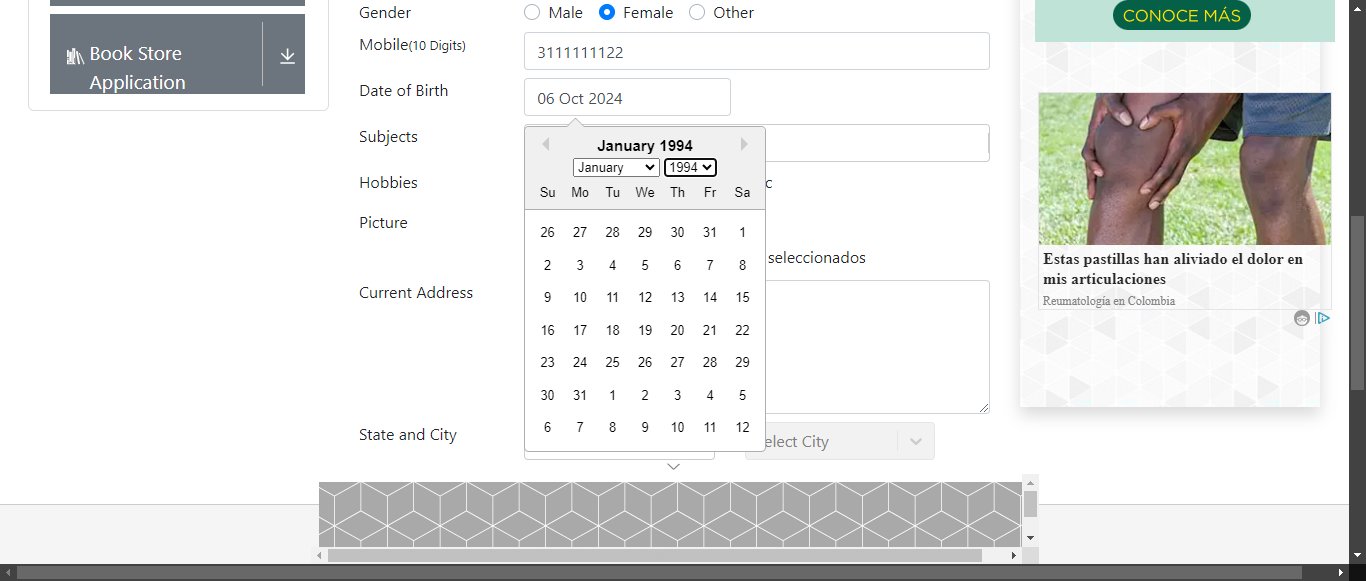 Gender
Male
Female
Other
Mobile(10 Digits)
3111111122
Date of Birth
06 Oct 2024
Subjects
Hobbies
c
Picture
seleccionados
Current Address
State and City
elect City
January 1994
January
1994
Su Mo Tu We Th Fr Sa
26 27 28 29 30 31 1
2 3 4 5 6 7 8
9 10 11 12 13 14 15
16 17 18 19 20 21 22
23 24 25 26 27 28 29
30 31 1 2 3 4 5
6 7 8 9 10 11 12
Book Store
Application
CONOCE MÁS
Estas pastillas han aliviado el dolor en
mis articulaciones
Reumatología en Colombia